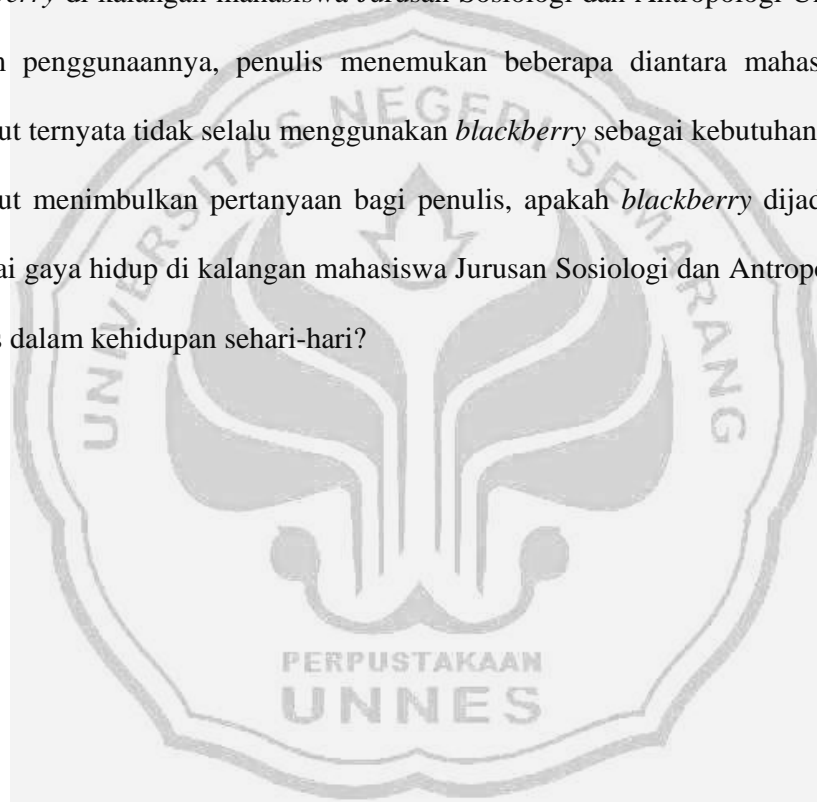 erry di kalangan mahasiswa Jurusan Sosiologi dan Antropologi U
penggunaannya, penulis menemukan beberapa diantara mahas
ut ternyata tidak selalu menggunakan blackberry sebagai kebutuhan
ut menimbulkan pertanyaan bagi penulis, apakah blackberry dijad
ai gaya hidup di kalangan mahasiswa Jurusan Sosiologi dan Antropo
s dalam kehidupan sehari-hari?
UNIVERSITAS NEGERI SEMARANG
PERPUSTAKAAN
UNNES